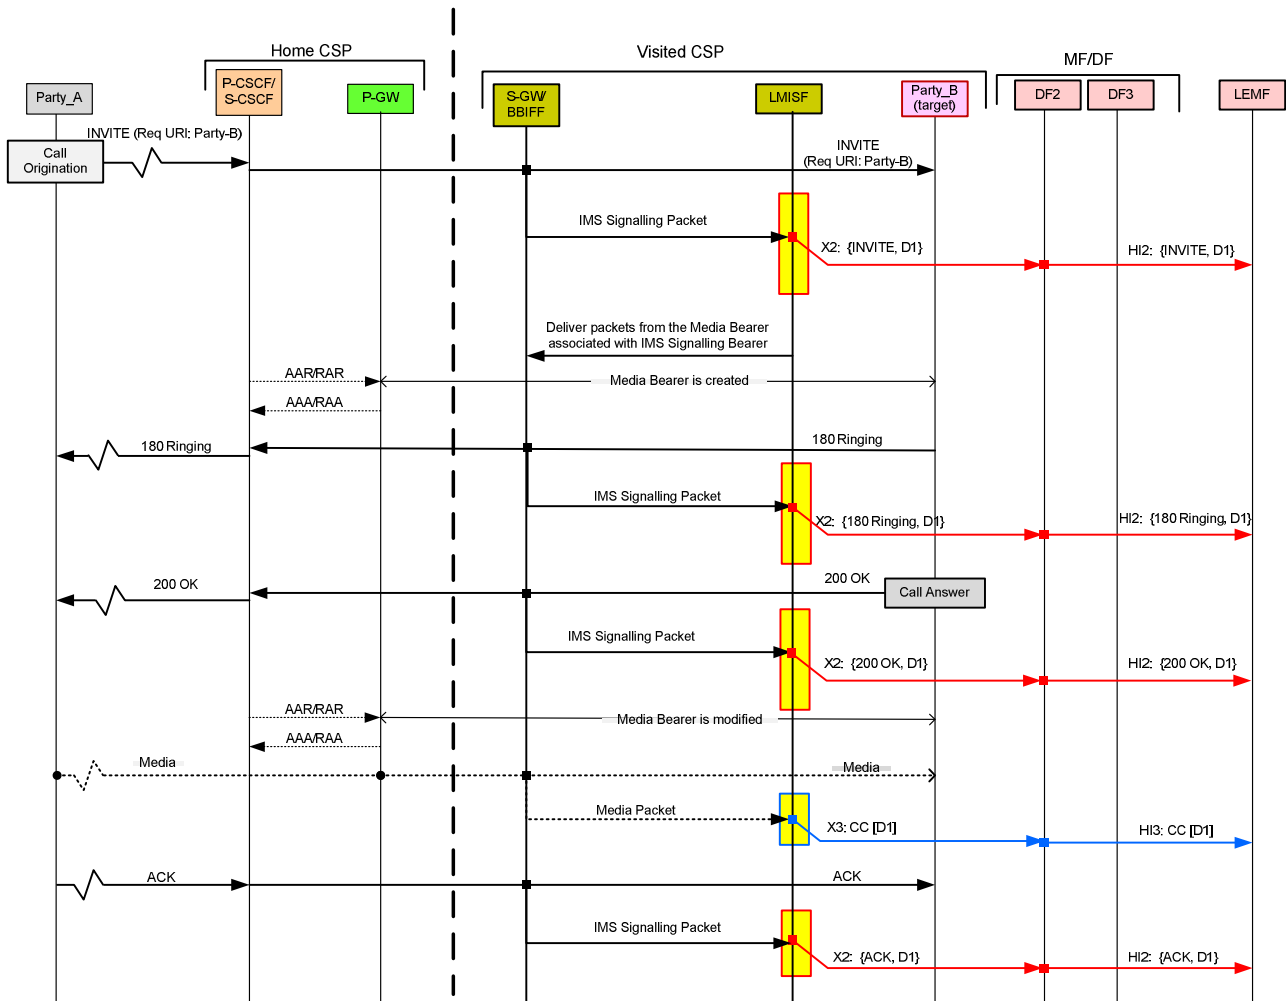 Home CSP
Visited CSP
MF/DF
Party_A
P-CSCF/
S-CSCF
P-GW
S-GW/
BBIFF
LMISF
Party_B
(target)
DF2
DF3
LEMF
INVITE (Req URI: Party-B)
Call
Origination
INVITE
(Req URI: Party-B)
IMS Signalling Packet
X2: {INVITE, D1}
HI2: {INVITE, D1}
Deliver packets from the Media Bearer
associated with IMS Signalling Bearer
AAR/RAR
Media Bearer is created
AAA/RAA
180 Ringing
180 Ringing
IMS Signalling Packet
X2: {180 Ringing, D1}
HI2: {180 Ringing, D1}
200 OK
200 OK
Call Answer
IMS Signalling Packet
X2: {200 OK, D1}
HI2: {200 OK, D1}
AAR/RAR
Media Bearer is modified
AAA/RAA
Media
Media
Media Packet
X3: CC [D1]
HI3: CC [D1]
ACK
ACK
IMS Signalling Packet
X2: {ACK, D1}
HI2: {ACK, D1}